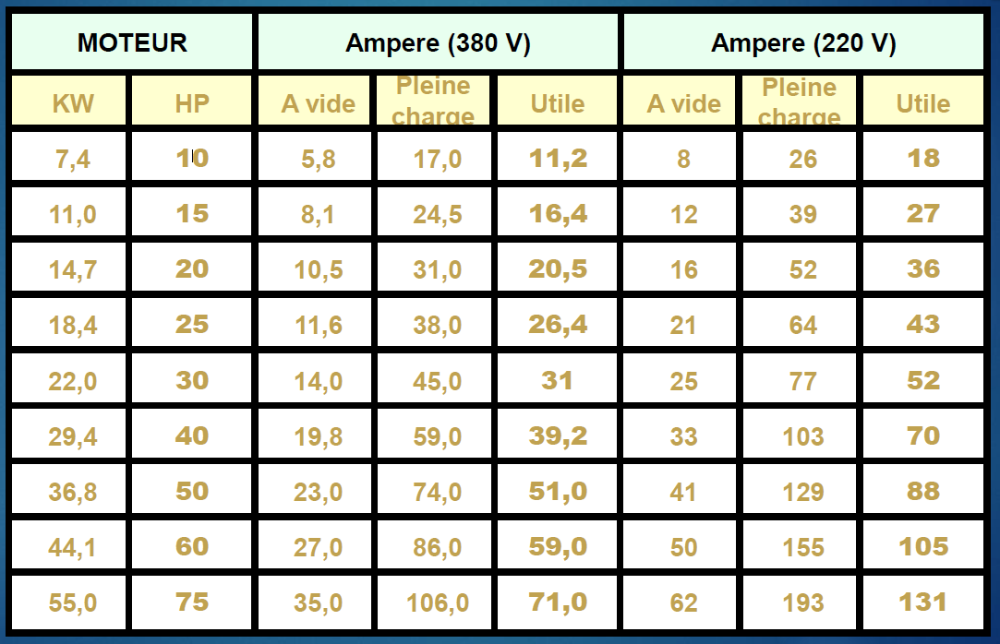 MOTEUR Ampere (380 V) Ampere (220 V)
KW HP A vide Pleine charge Utile A vide Pleine charge Utile
7,4 10 5,8 17,0 11,2 8 26 18
11,0 15 8,1 24,5 16,4 12 39 27
14,7 20 10,5 31,0 20,5 16 52 36
18,4 25 11,6 38,0 26,4 21 64 43
22,0 30 14,0 45,0 31 25 77 52
29,4 40 19,8 59,0 39,2 33 103 70
36,8 50 23,0 74,0 51,0 41 129 88
44,1 60 27,0 86,0 59,0 50 155 105
55,0 75 35,0 106,0 71,0 62 193 131